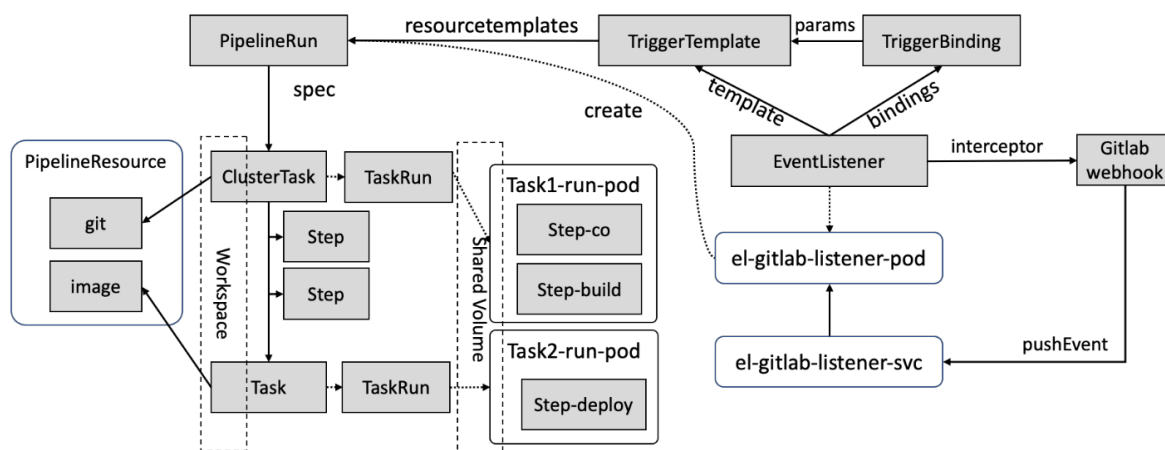 PipelineRun
resourcetemplates
TriggerTemplate
params
TriggerBinding
spec
create
template
bindings
EventListener
interceptor
Gitlab
webhook
PipelineResource
git
image
ClusterTask
TaskRun
Step
Step
Workspace
Shared Volume
Task1-run-pod
Step-co
Step-build
el-gitlab-listener-pod
pushEvent
el-gitlab-listener-svc
Task
TaskRun
Task2-run-pod
Step-deploy